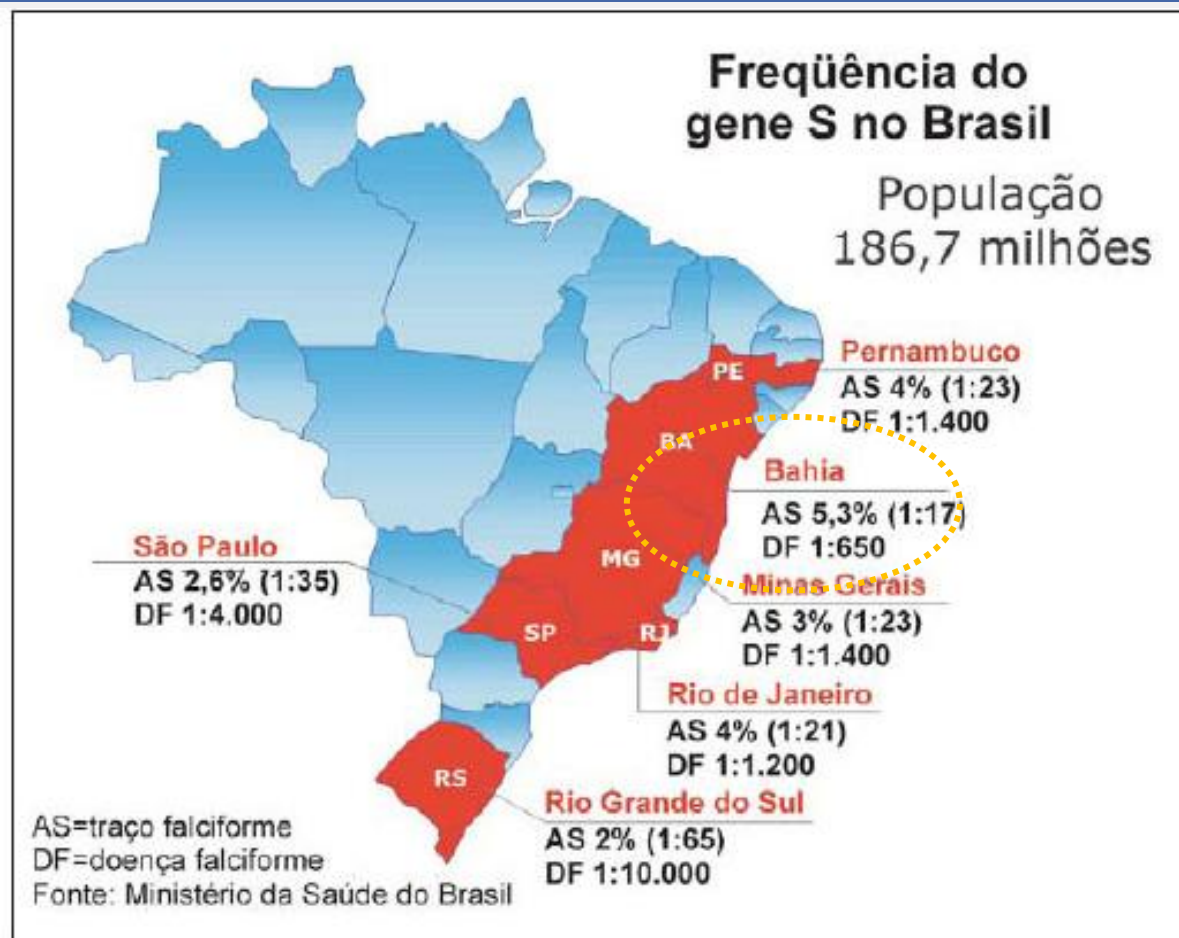 Freqüência do
gene S no Brasil
População
186,7 milhões
Pernambuco
AS 4% (1:23)
DF 1:1.400
PE
BA
Bahia
AS 5,3% (1:17)
DF 1:650
MG
Minas Gerais
AS 3% (1:23)
DF 1:1.400
São Paulo
AS 2,6% (1:35)
DF 1:4.000
SP
RJ
Rio de Janeiro
AS 4% (1:21)
DF 1:1.200
RS
Rio Grande do Sul
AS 2% (1:65)
DF 1:10.000
AS=traço falciforme
DF=doença falciforme
Fonte: Ministério da Saúde do Brasil